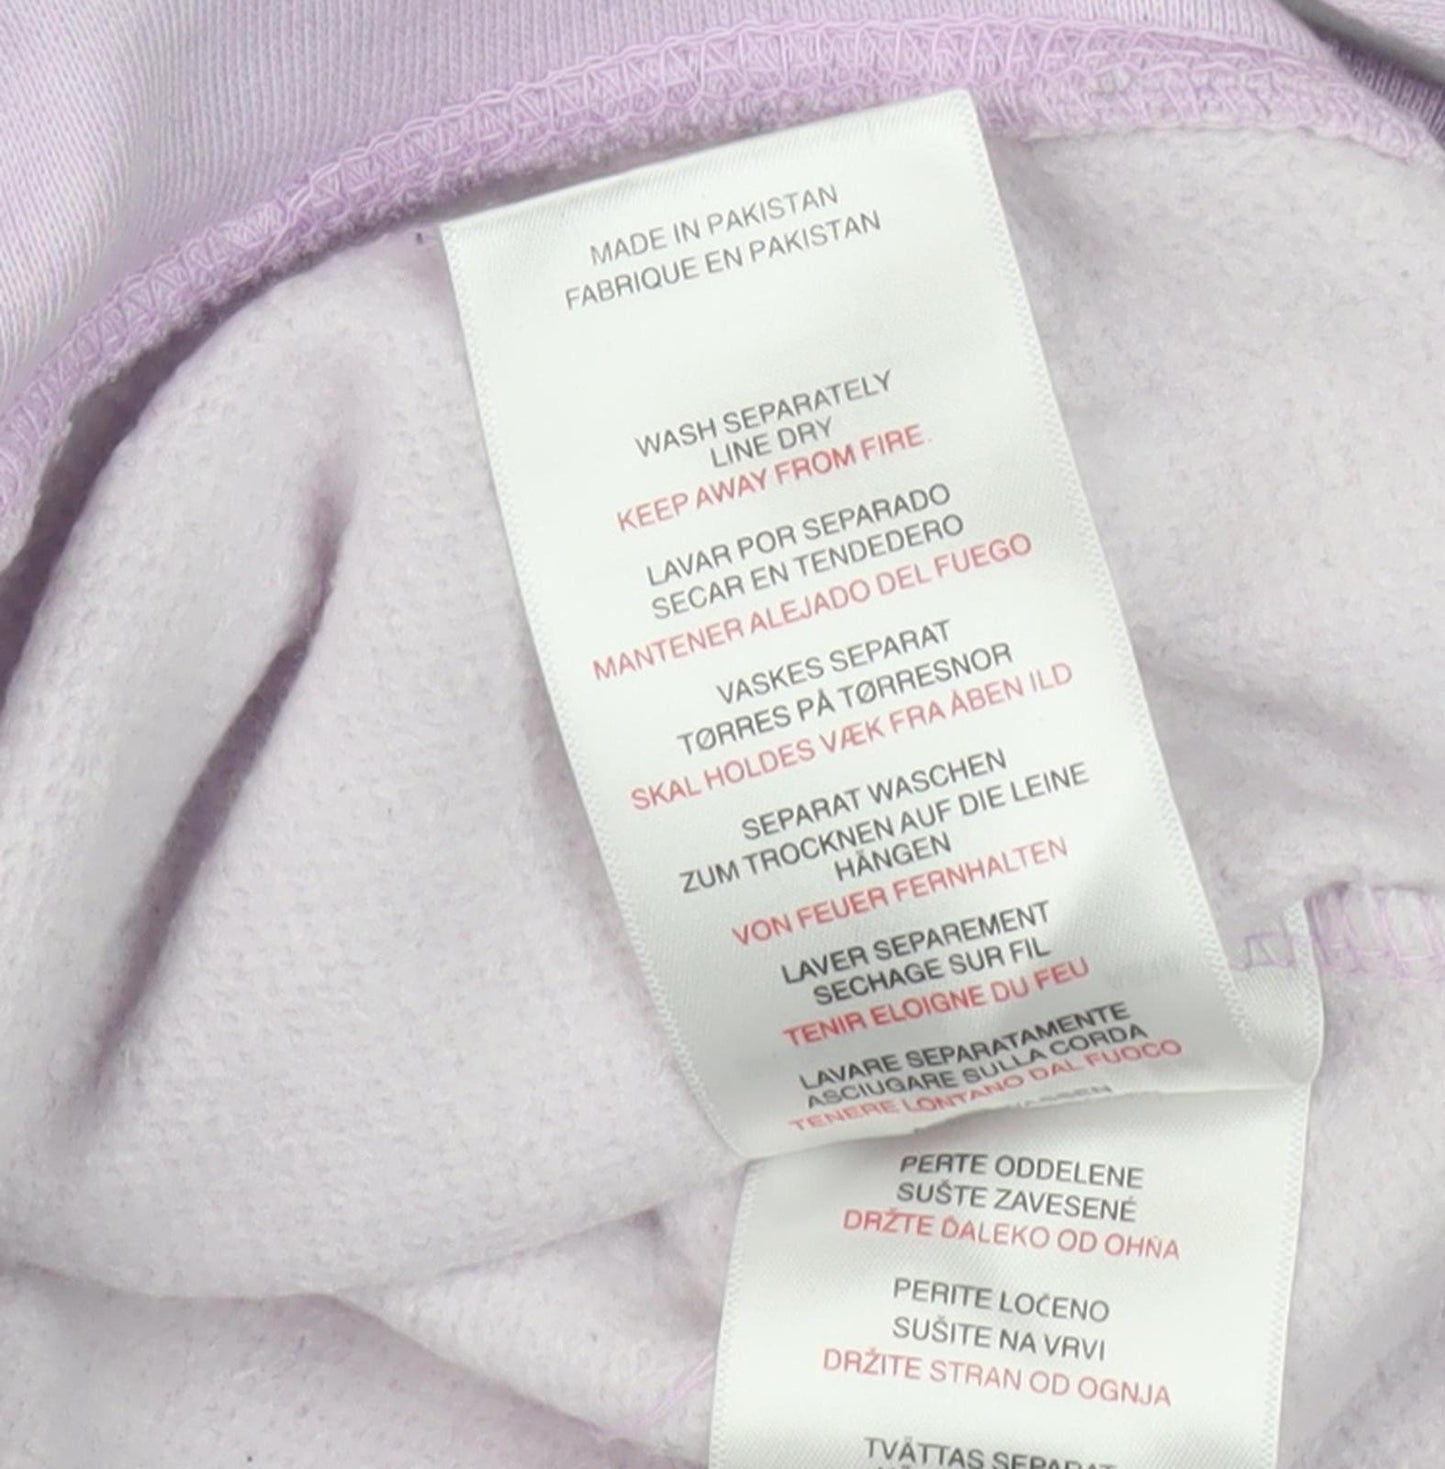 MADE IN PAKISTAN
FABRIQUE EN PAKISTAN
WASH SEPARATELY
LINE DRY
KEEP AWAY FROM FIRE.
LAVAR POR SEPARADO
SECAR EN TENDEDERO
MANTENER ALEJADO DEL FUEGO
VASKES SEPARAT
TØRRES PÅ TØRRESNOR
SKAL HOLDES VÆK FRA ÅBEN ILD
SEPARAT WASCHEN
ZUM TROCKNEN AUF DIE LEINE
HÄNGEN
VON FEUER FERNHALTEN
LAVER SEPAREMENT
SECHAGE SUR FIL
TENIR ELOIGNE DU FEU
LAVARE SEPARATAMENTE
ASCIUGARE SULLA CORDA
TENERE LONTANO DAL FUOCO
PERTE ODDELENE
SUŠTE ZAVESENÉ
DRŽTE ĎALEKO OD OHŇA
PERITE LOČENO
SUŠITE NA VRVI
DRŽITE STRAN OD OGNJA
TVÄTTAS